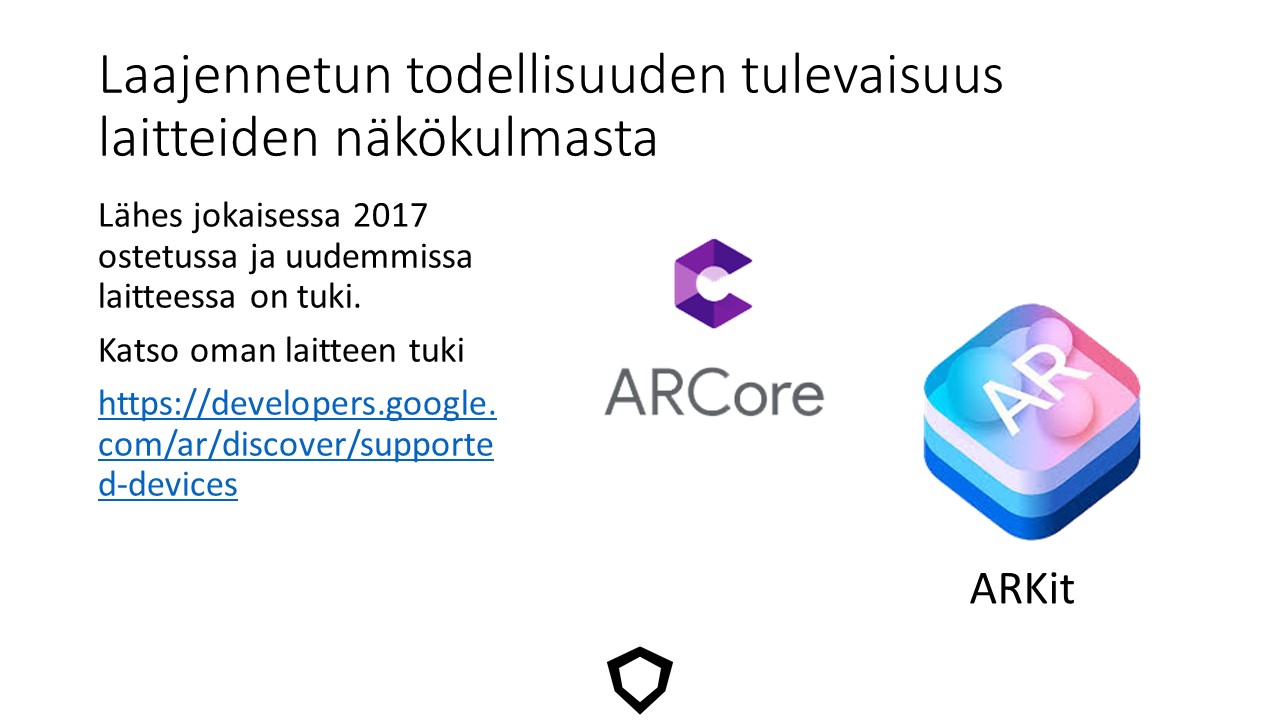 Laajennetun todellisuuden tulevaisuus
laitteiden näkökulmasta
Lähes jokaisessa 2017
ostetussa ja uudemmissa
laitteessa on tuki.
Katso oman laitteen tuki
https://developers.google.
com/ar/discover/supporte
d-devices
ARCore
AR
ARKit